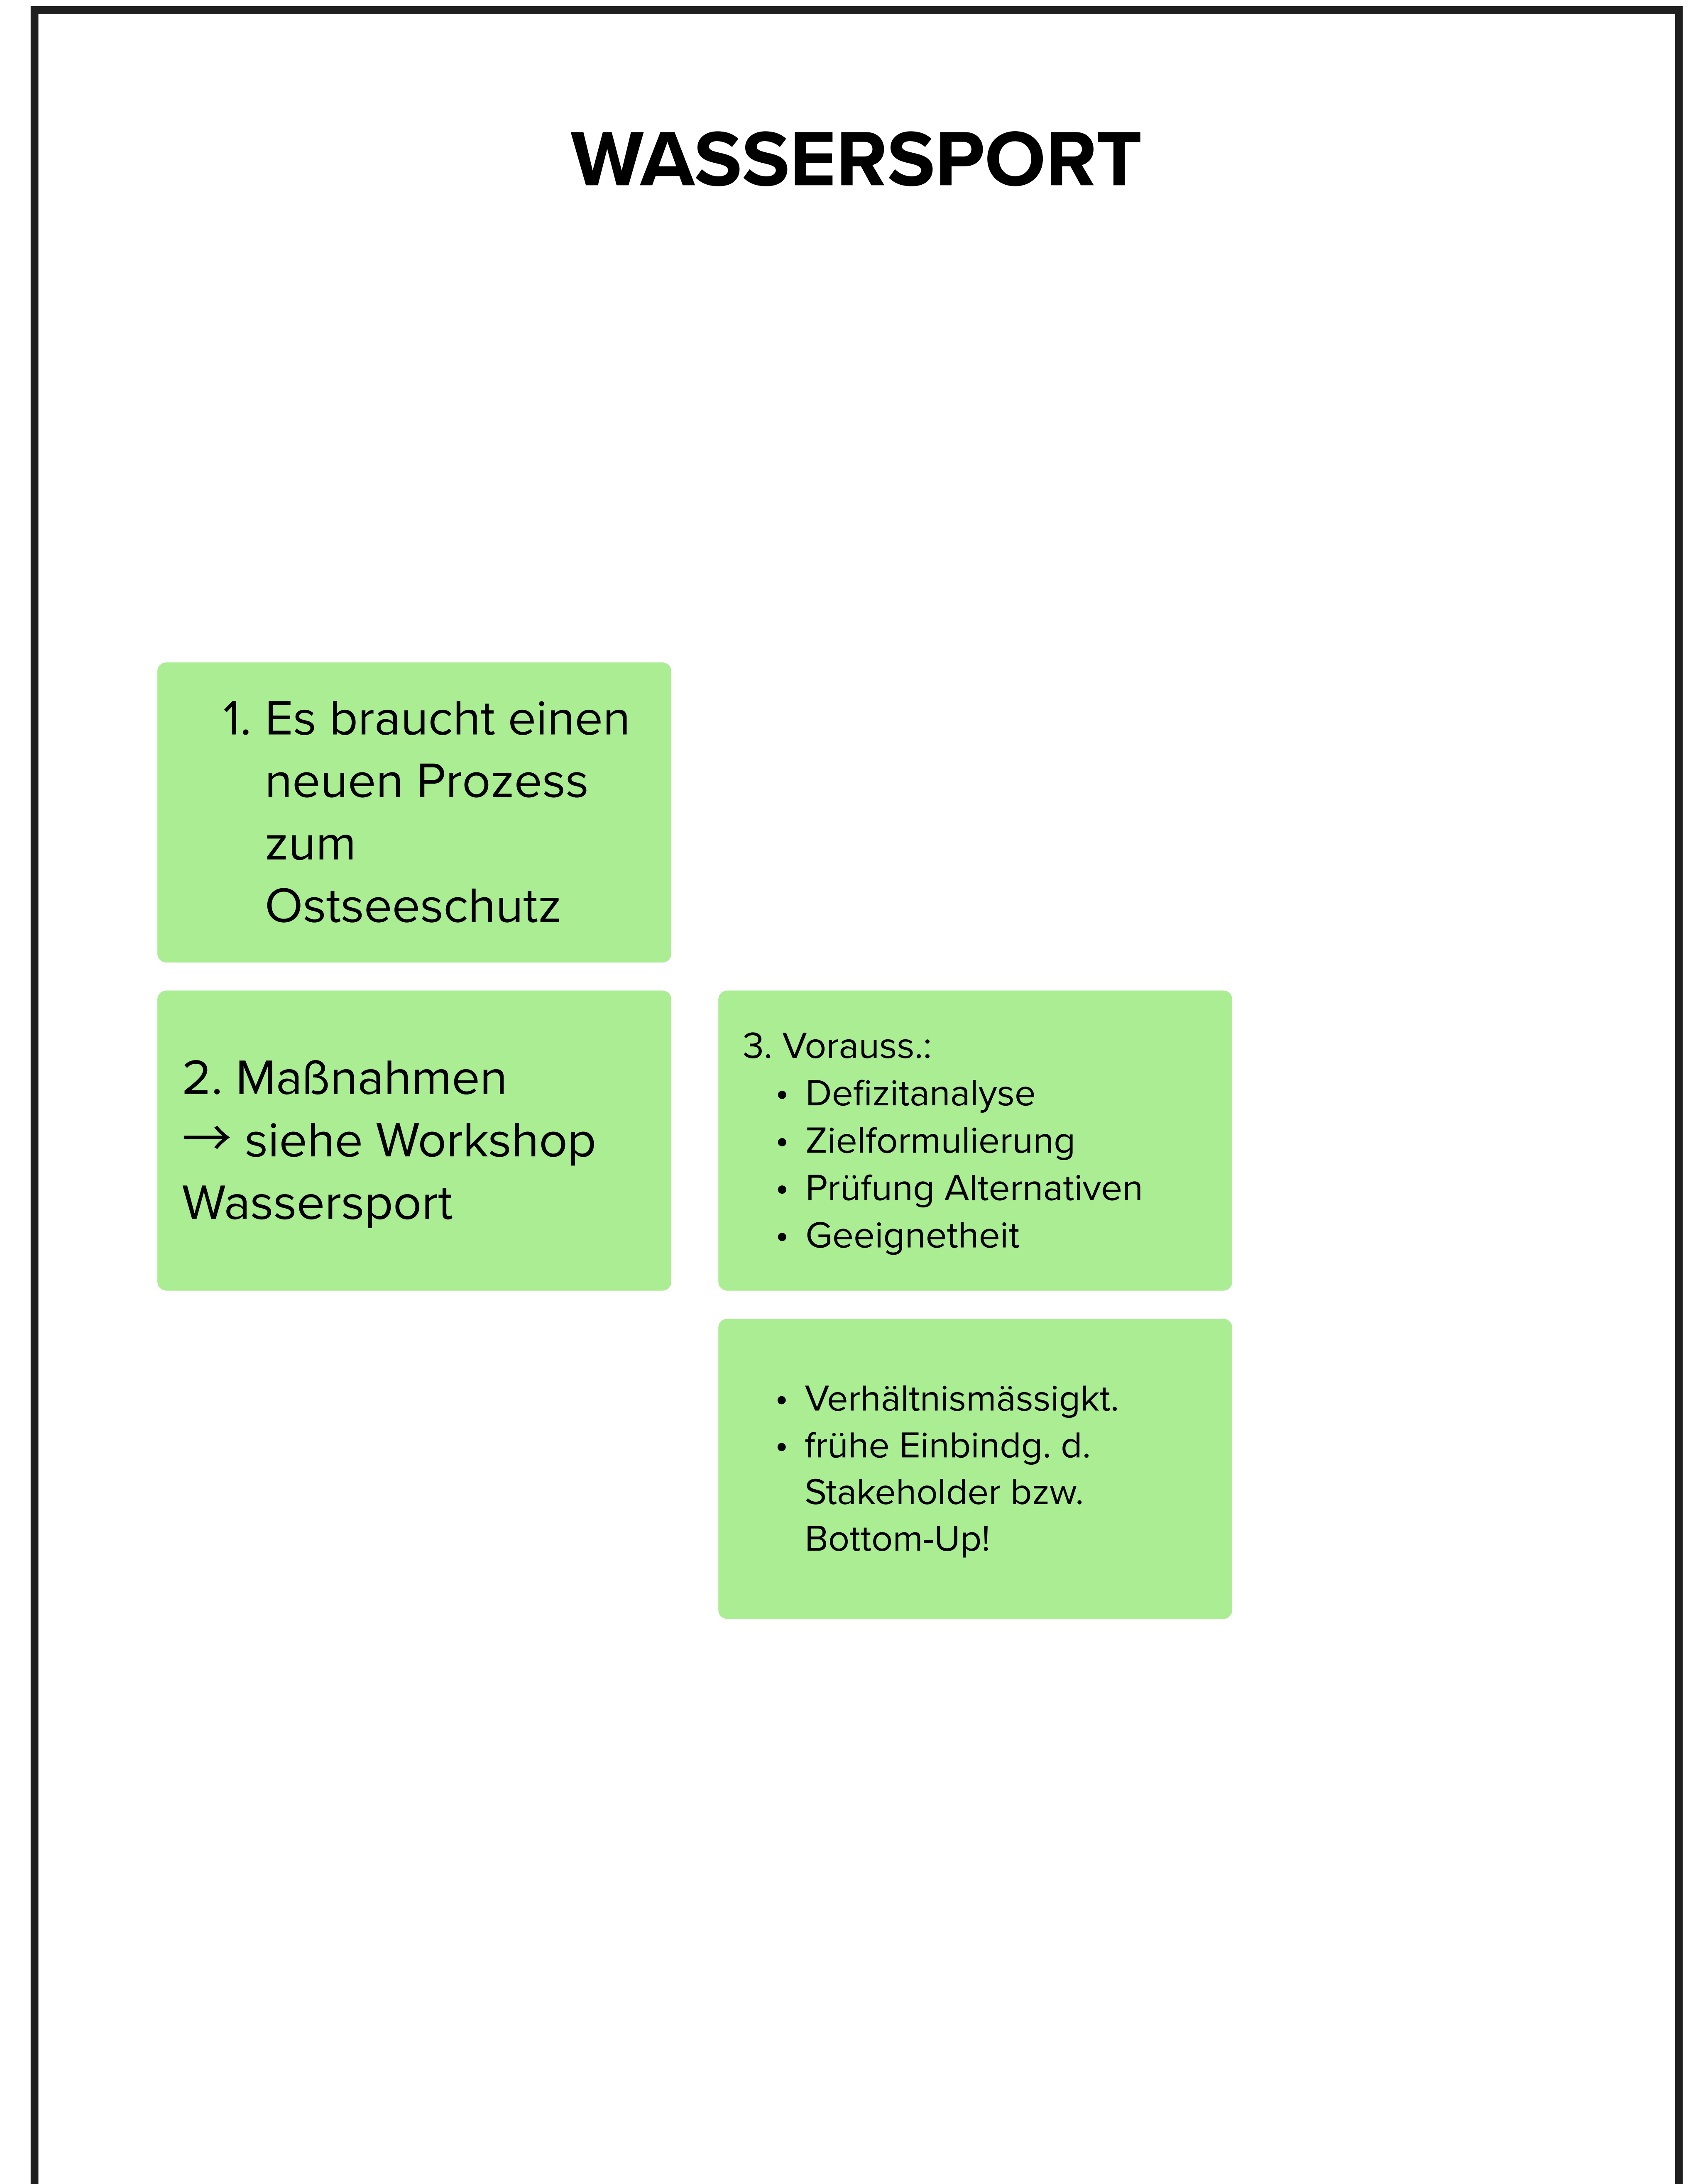 WASSERSPORT
1. Es braucht einen
neuen Prozess
zum
Ostseeschutz
2. Maßnahmen
→ siehe Workshop
Wassersport
3. Vorauss.:
• Defizitanalyse
• Zielformulierung
• Prüfung Alternativen
• Geeignetheit
• Verhältnismässigkt.
• frühe Einbindg. d.
Stakeholder bzw.
Bottom-Up!